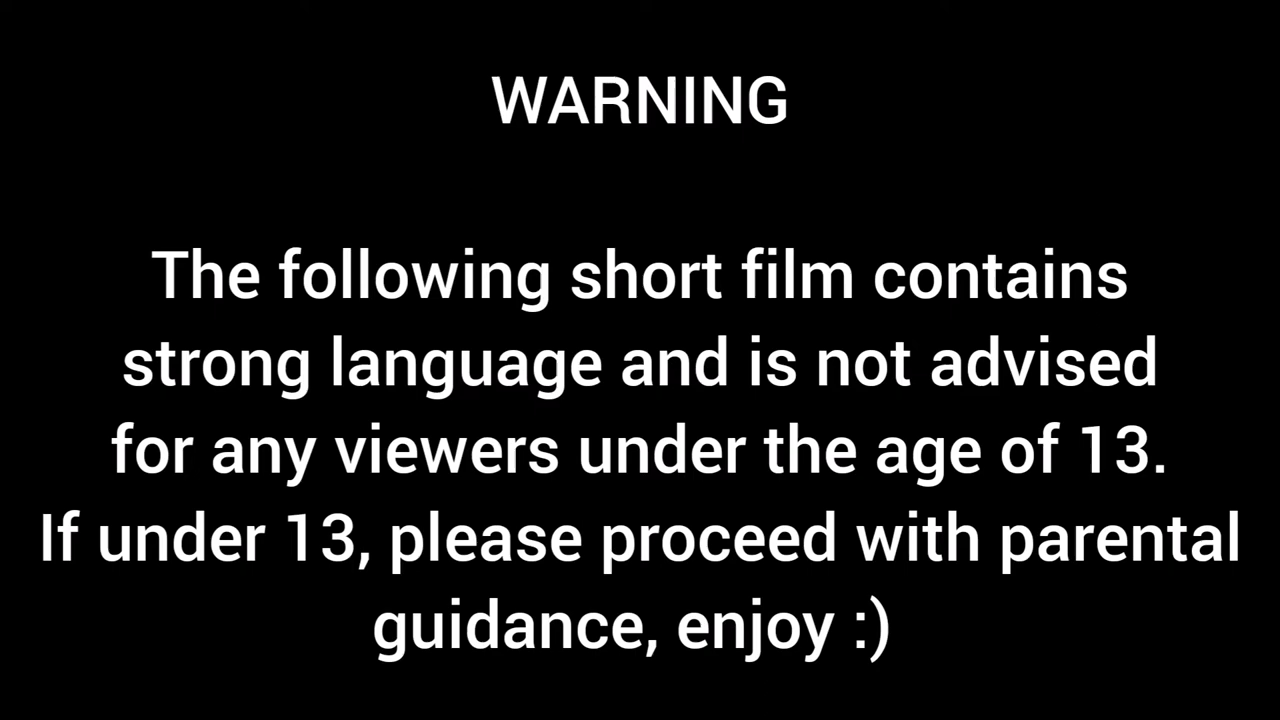 WARNING
The following short film contains
strong language and is not advised
for any viewers under the age of 13.
If under 13, please proceed with parental
guidance, enjoy :)